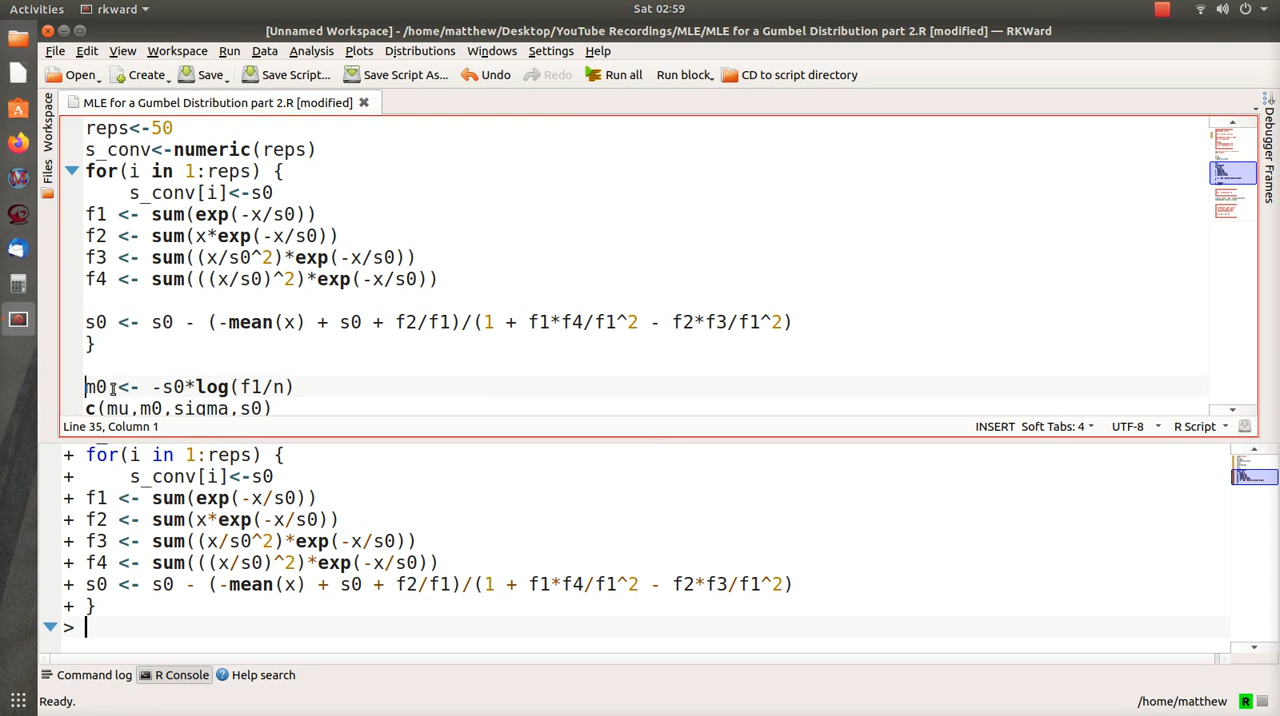 Activities rkward Sat 02:59
[Unnamed Workspace] - /home/matthew/Desktop/YouTube Recordings/MLE/MLE for a Gumbel Distribution part 2.R [modified] — RKWard
File Edit View Workspace Run Data Analysis Plots Distributions Windows Settings Help
Open Create Save Save Script... Save Script As... Undo Redo Run all Run block CD to script directory
MLE for a Gumbel Distribution part 2.R [modified]
Workspace
Files
Debugger Frames
reps<-50
s_conv<-numeric(reps)
for(i in 1:reps) {
s_conv[i]<-s0
f1 <- sum(exp(-x/s0))
f2 <- sum(x*exp(-x/s0))
f3 <- sum((x/s0^2)*exp(-x/s0))
f4 <- sum(((x/s0)^2)*exp(-x/s0))
s0 <- s0 - (-mean(x) + s0 + f2/f1)/(1 + f1*f4/f1^2 - f2*f3/f1^2)
}
m0 <- -s0*log(f1/n)
c(mu,m0,sigma,s0)
Line 35, Column 1 INSERT Soft Tabs: 4 UTF-8 R Script
+ for(i in 1:reps) {
+ s_conv[i]<-s0
+ f1 <- sum(exp(-x/s0))
+ f2 <- sum(x*exp(-x/s0))
+ f3 <- sum((x/s0^2)*exp(-x/s0))
+ f4 <- sum(((x/s0)^2)*exp(-x/s0))
+ s0 <- s0 - (-mean(x) + s0 + f2/f1)/(1 + f1*f4/f1^2 - f2*f3/f1^2)
+ }
>
Command log R Console Help search
Ready. /home/matthew R